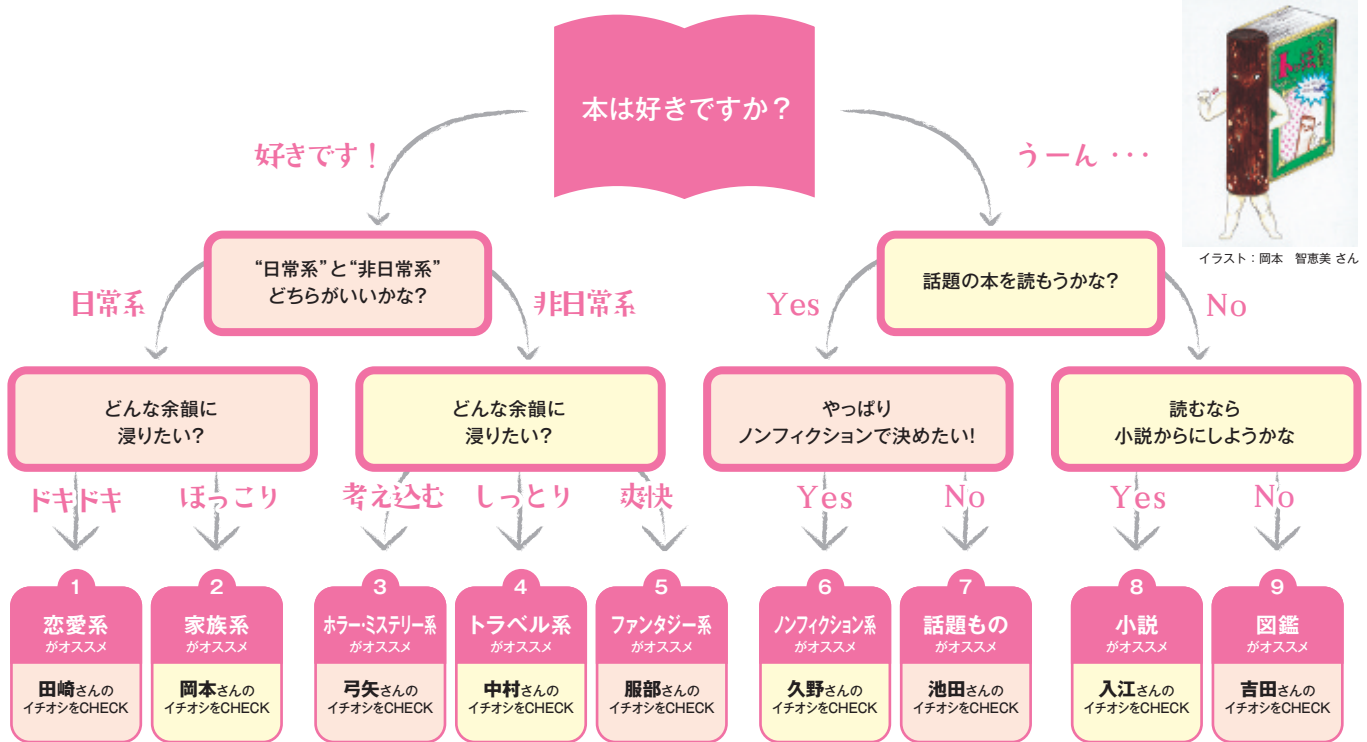 本は好きですか？
好きです！
うーん …
イラスト：岡本　智恵美 さん
“日常系”と“非日常系”
どちらがいいかな？
話題の本を読もうかな？
日常系
非日常系
Yes
No
どんな余韻に
浸りたい？
どんな余韻に
浸りたい？
やっぱり
ノンフィクションで決めたい！
読むなら
小説からにしようかな
ドキドキ
ほっこり
考え込む
しっとり
爽快
Yes
No
Yes
No
1
恋愛系
がオススメ
田崎さんの
イチオシをCHECK
2
家族系
がオススメ
岡本さんの
イチオシをCHECK
3
ホラー・ミステリー系
がオススメ
弓矢さんの
イチオシをCHECK
4
トラベル系
がオススメ
中村さんの
イチオシをCHECK
5
ファンタジー系
がオススメ
服部さんの
イチオシをCHECK
6
ノンフィクション系
がオススメ
久野さんの
イチオシをCHECK
7
話題もの
がオススメ
池田さんの
イチオシをCHECK
8
小説
がオススメ
入江さんの
イチオシをCHECK
9
図鑑
がオススメ
吉田さんの
イチオシをCHECK